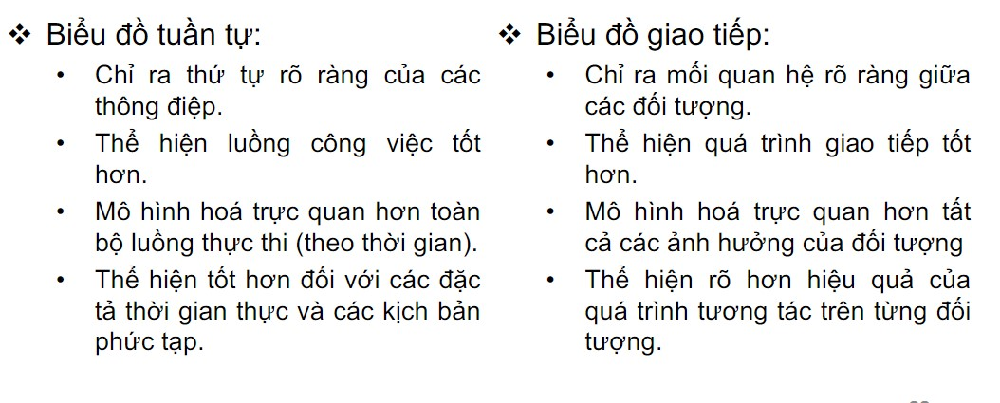 ❖ Biểu đồ tuần tự:
• Chỉ ra thứ tự rõ ràng của các
thông điệp.
• Thể hiện luồng công việc tốt
hơn.
• Mô hình hoá trực quan hơn toàn
bộ luồng thực thi (theo thời gian).
• Thể hiện tốt hơn đối với các đặc
tả thời gian thực và các kịch bản
phức tạp.
❖ Biểu đồ giao tiếp:
• Chỉ ra mối quan hệ rõ ràng giữa
các đối tượng.
• Thể hiện quá trình giao tiếp tốt
hơn.
• Mô hình hoá trực quan hơn tất
cả các ảnh hưởng của đối tượng
• Thể hiện rõ hơn hiệu quả của
quá trình tương tác trên từng đối
tượng.